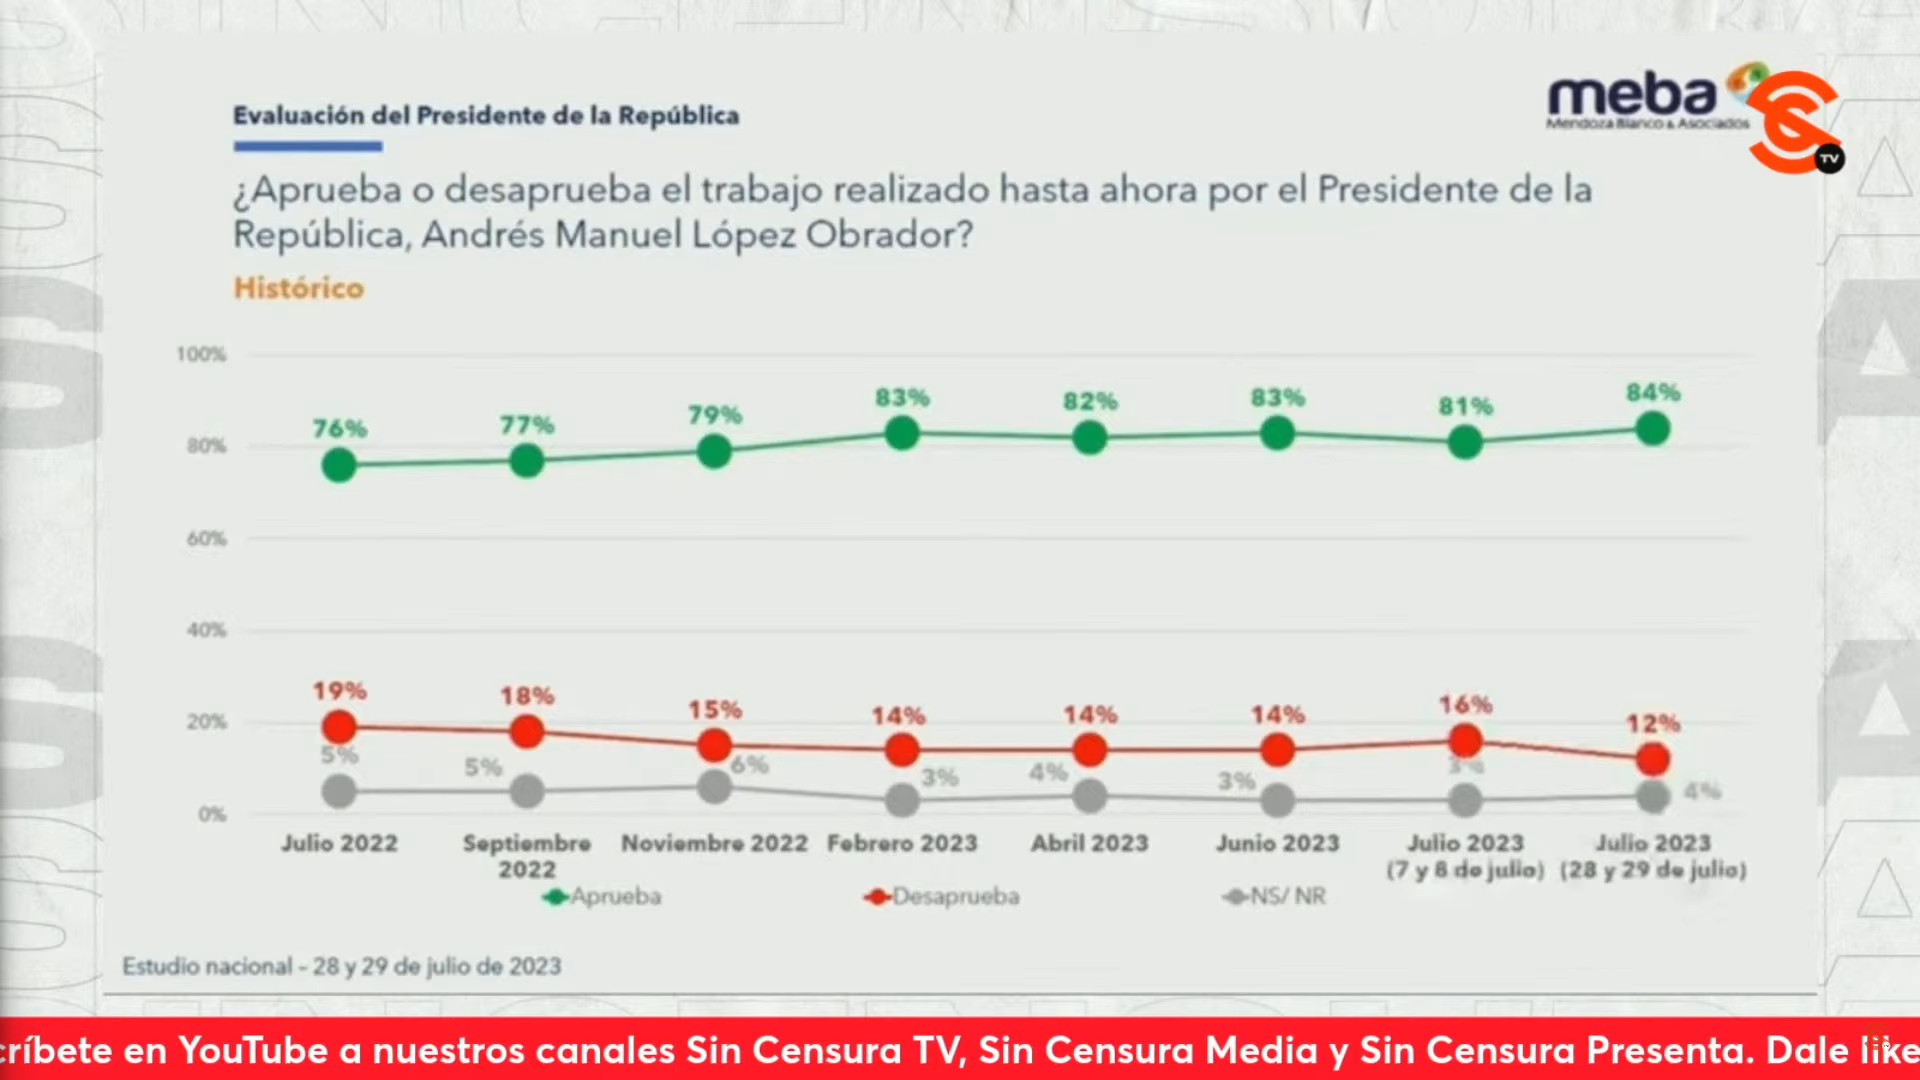 meba
Mendoza Blanco & Asociados
TV
Evaluación del Presidente de la República
¿Aprueba o desaprueba el trabajo realizado hasta ahora por el Presidente de la
República, Andrés Manuel López Obrador?
Histórico
100%
80%
60%
40%
20%
0%
76% 77% 79% 83% 82% 83% 81% 84%
19% 18% 15% 14% 14% 14% 16% 12%
5% 5% 6% 3% 4% 3% 3% 4%
Julio 2022
Septiembre
2022
Noviembre 2022
Febrero 2023
Abril 2023
Junio 2023
Julio 2023
(7 y 8 de julio)
Julio 2023
(28 y 29 de julio)
Aprueba
Desaprueba
NS/ NR
Estudio nacional - 28 y 29 de julio de 2023
críbete en YouTube a nuestros canales Sin Censura TV, Sin Censura Media y Sin Censura Presenta. Dale like